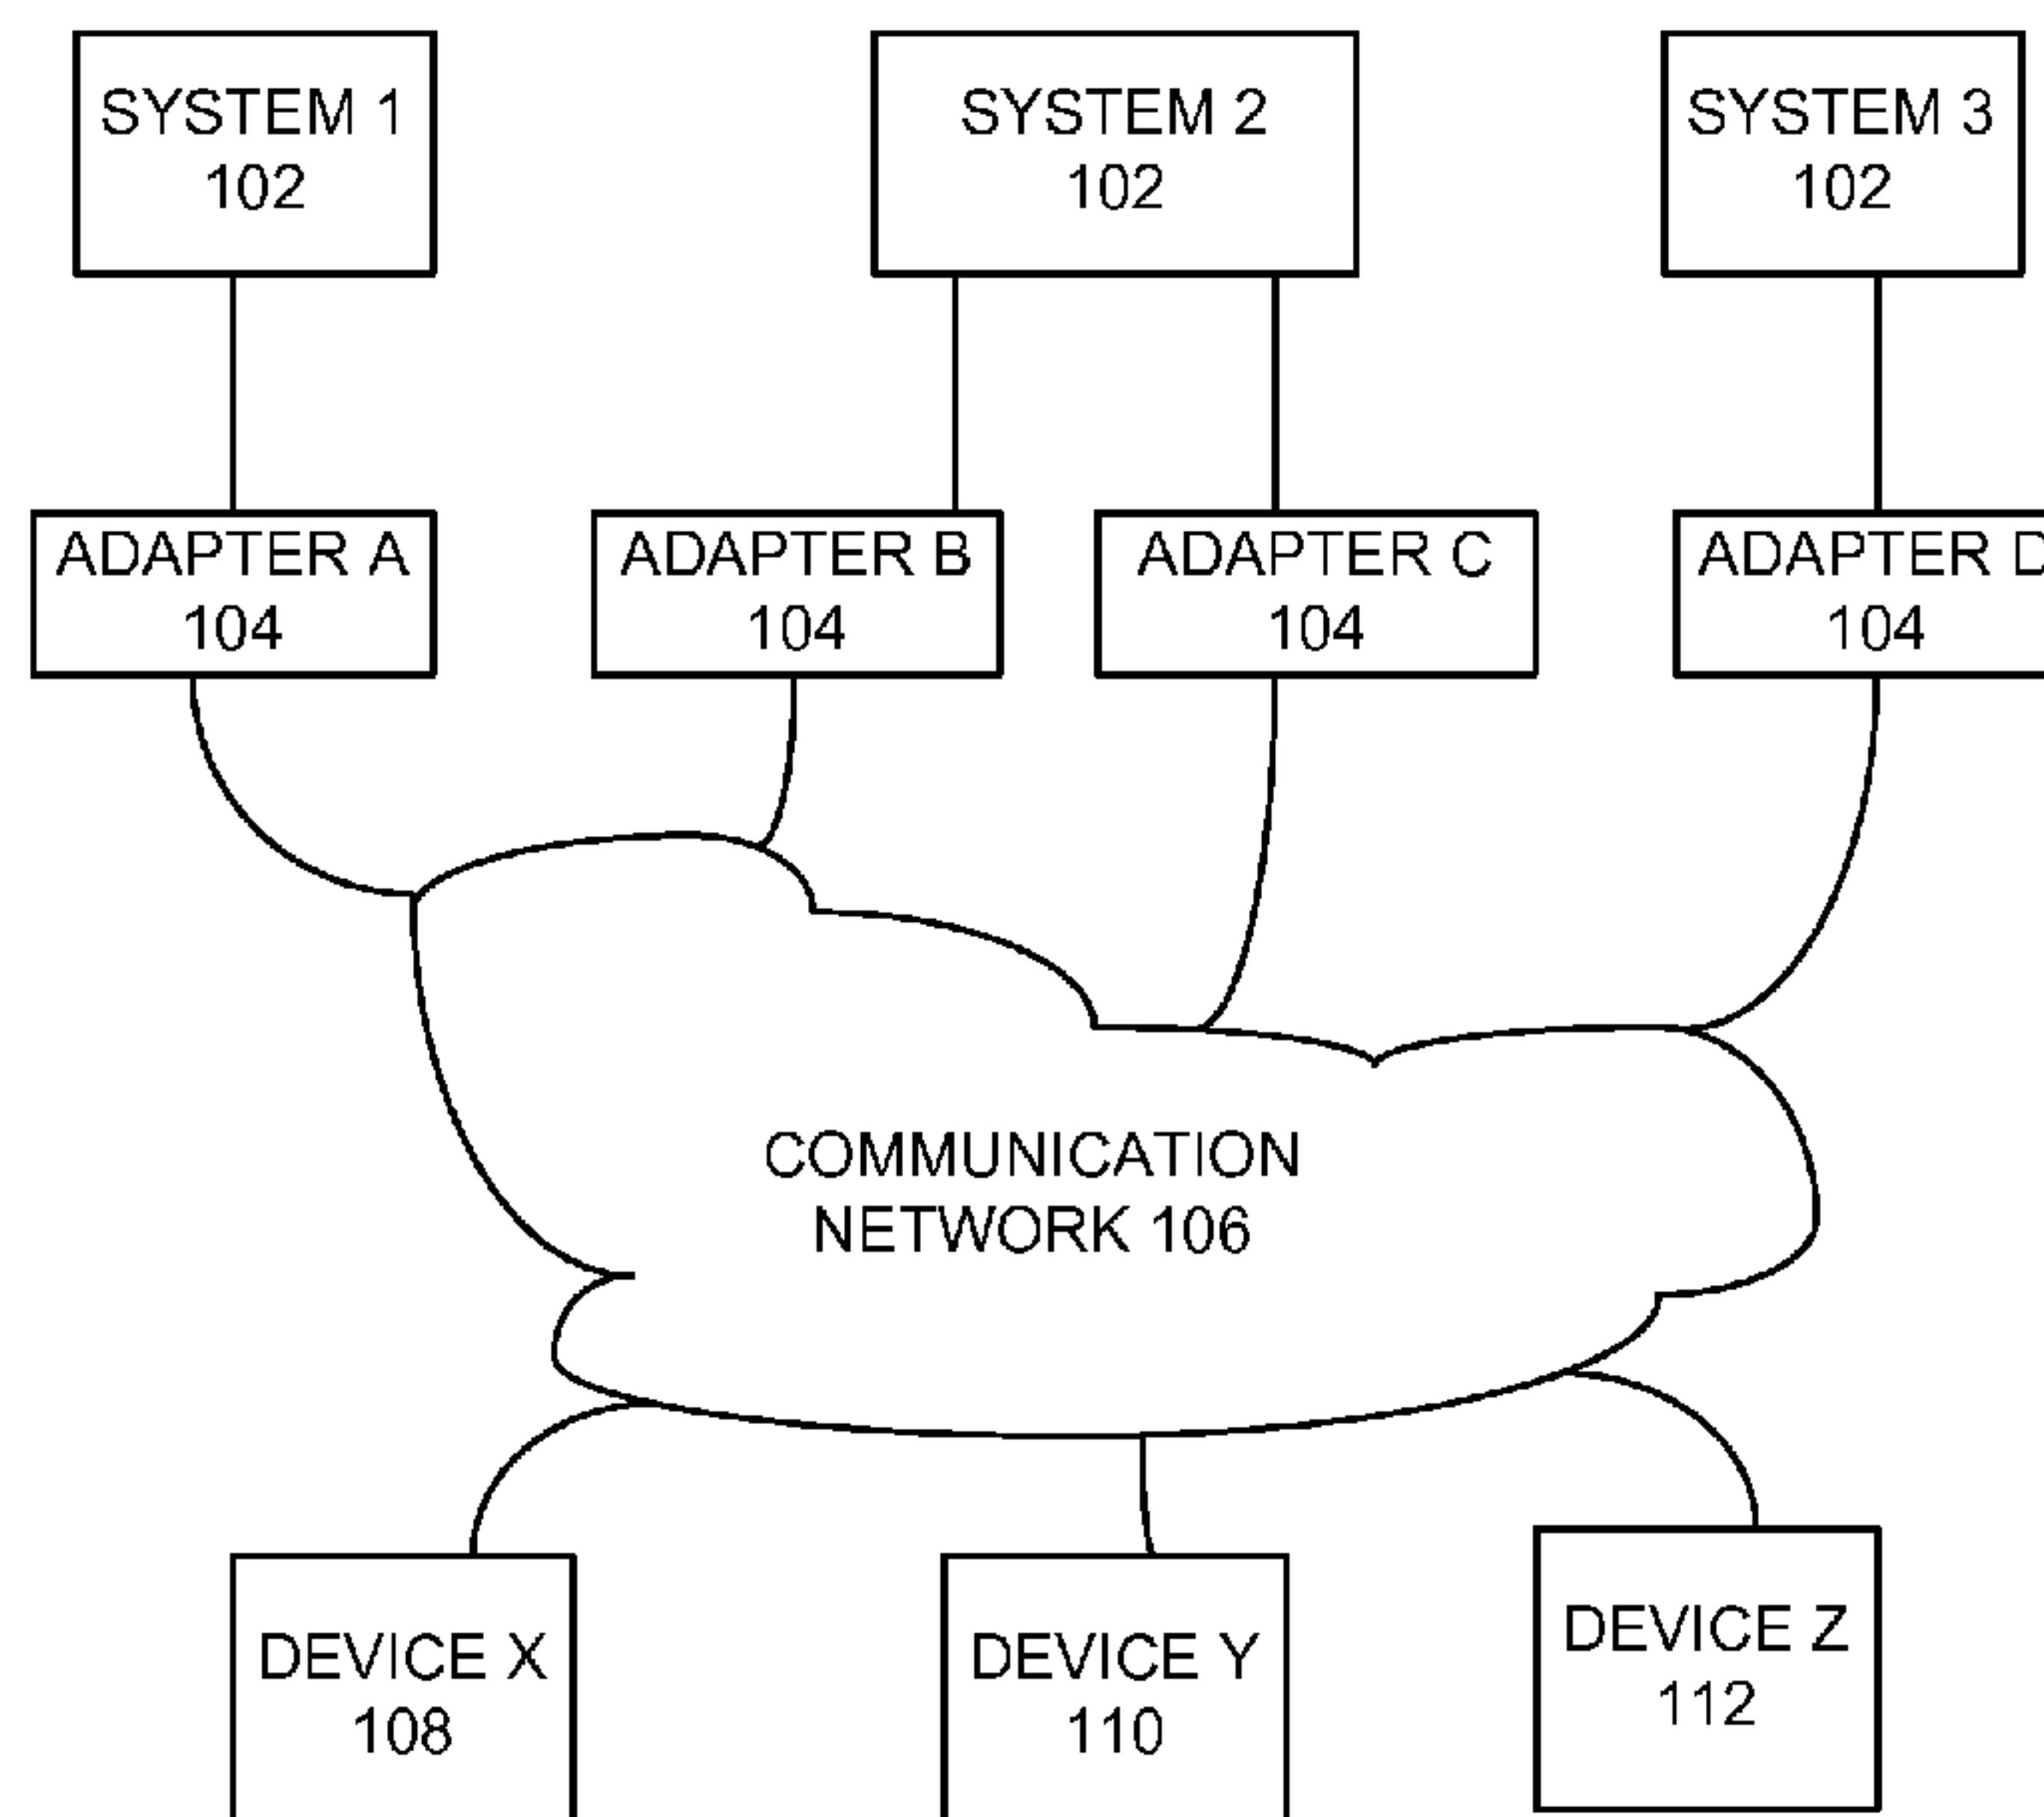 SYSTEM 1
102
SYSTEM 2
102
SYSTEM 3
102
ADAPTER A
104
ADAPTER B
104
ADAPTER C
104
ADAPTER D
104
COMMUNICATION
NETWORK 106
DEVICE X
108
DEVICE Y
110
DEVICE Z
112